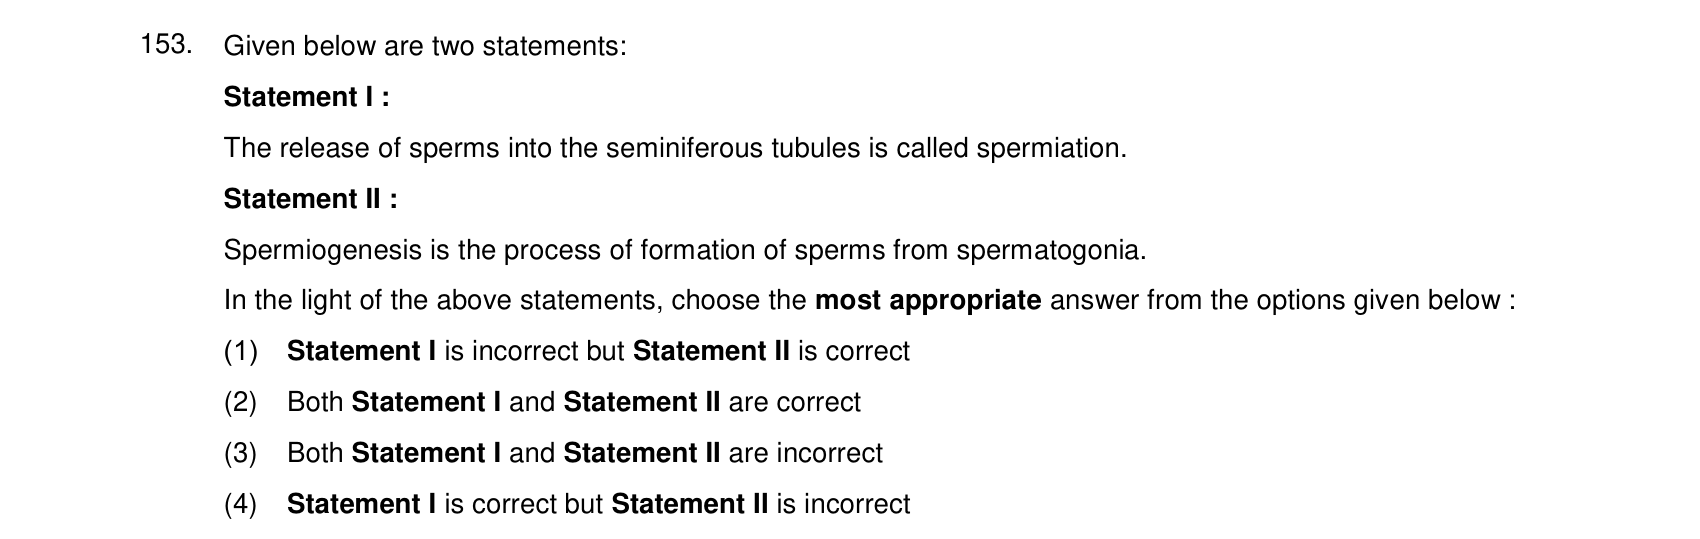 153. Given below are two statements:
Statement I :
The release of sperms into the seminiferous tubules is called spermiation.
Statement II :
Spermiogenesis is the process of formation of sperms from spermatogonia.
In the light of the above statements, choose the most appropriate answer from the options given below :
(1) Statement I is incorrect but Statement II is correct
(2) Both Statement I and Statement II are correct
(3) Both Statement I and Statement II are incorrect
(4) Statement I is correct but Statement II is incorrect